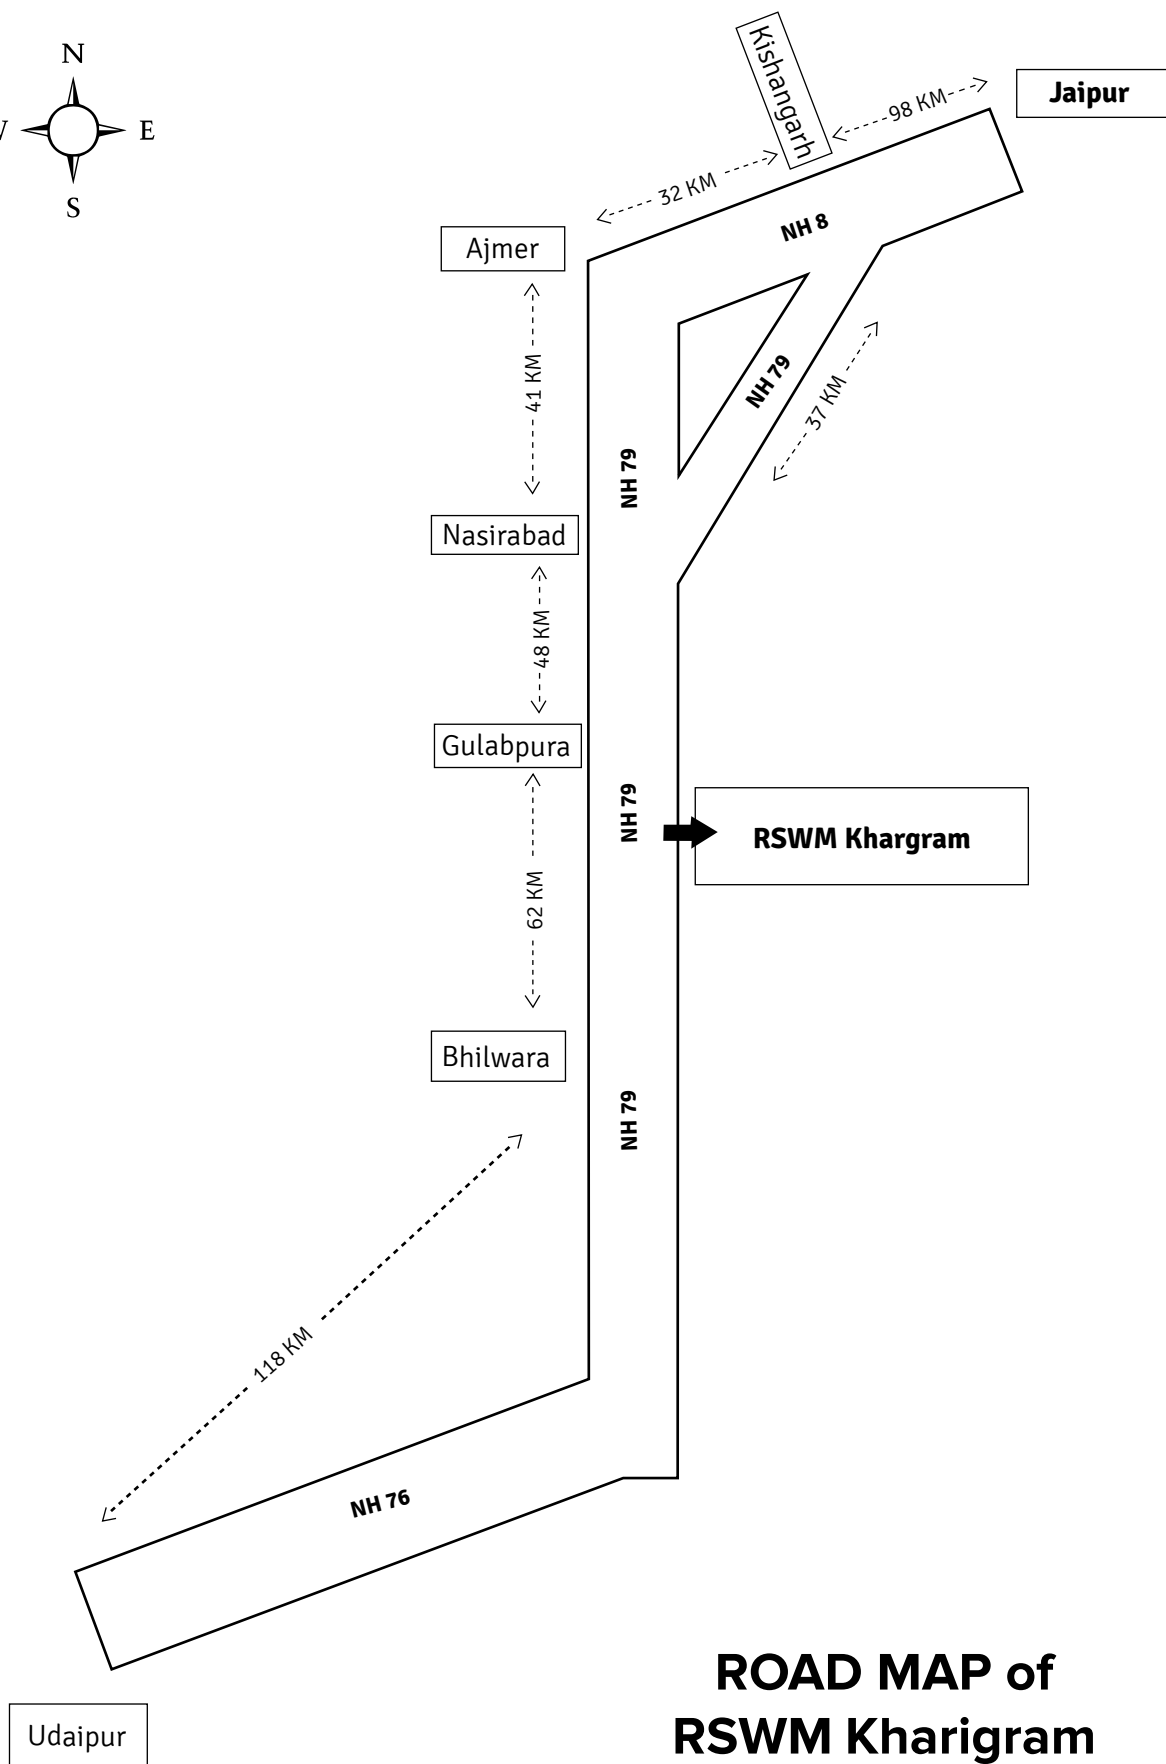 N
E
S
Kishangarh
Jaipur
98 KM
32 KM
NH 8
Ajmer
41 KM
NH 79
37 KM
NH 79
Nasirabad
48 KM
Gulabpura
NH 79
RSWM Khargram
62 KM
Bhilwara
NH 79
118 KM
NH 76
ROAD MAP of
RSWM Kharigram
Udaipur